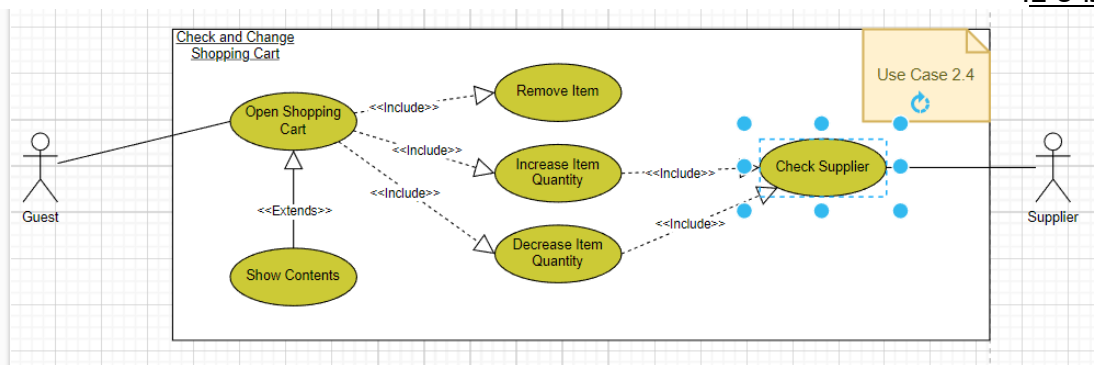 Check and Change
Shopping Cart
Use Case 2.4
Remove Item
<<Include>>
Open Shopping
Cart
<<Include>>
Increase Item
Quantity
<<Include>>
Check Supplier
<<Include>>
<<Extends>>
<<Include>>
Guest
Supplier
Decrease Item
Quantity
Show Contents